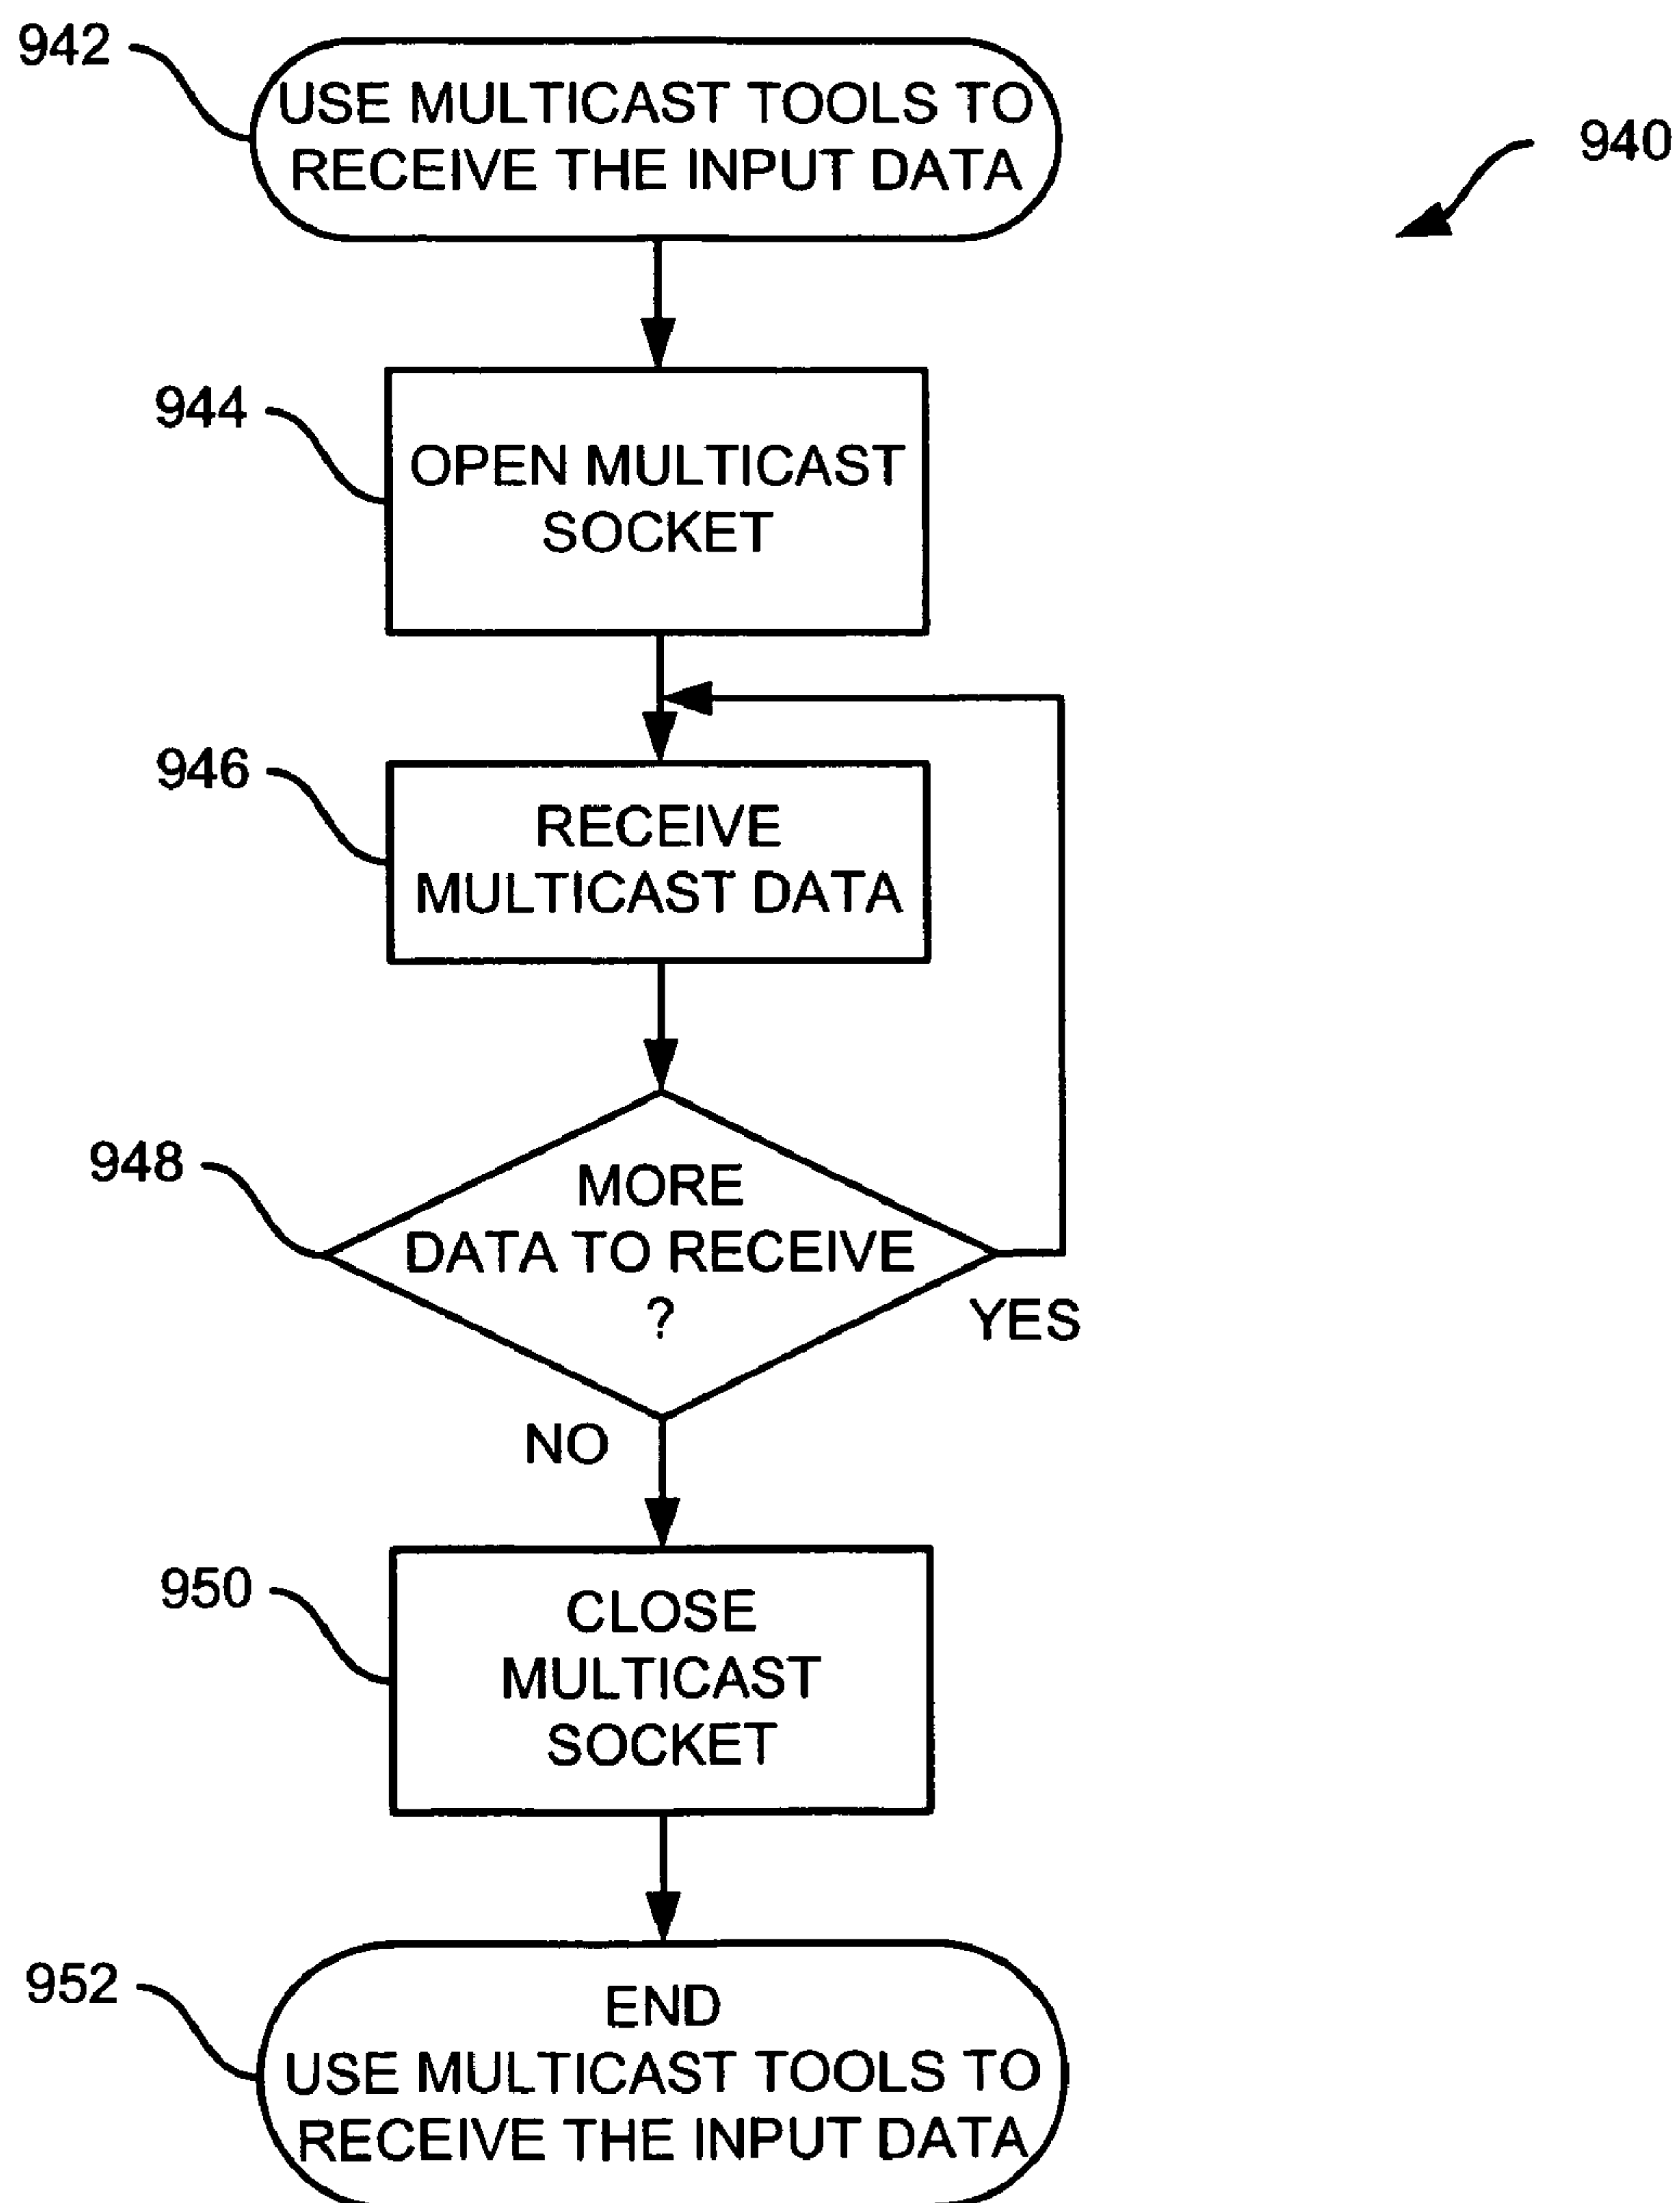 942
USE MULTICAST TOOLS TO
RECEIVE THE INPUT DATA
940
944
OPEN MULTICAST
SOCKET
946
RECEIVE
MULTICAST DATA
948
MORE
DATA TO RECEIVE
?
YES
NO
950
CLOSE
MULTICAST
SOCKET
952
END
USE MULTICAST TOOLS TO
RECEIVE THE INPUT DATA